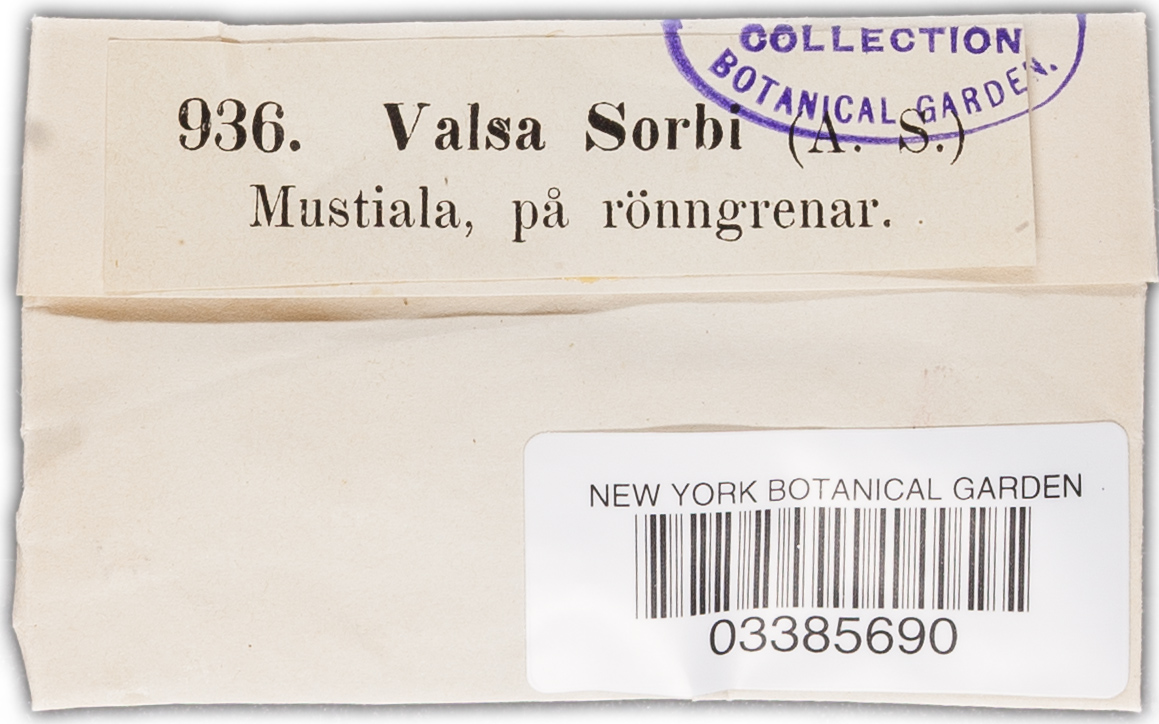 COLLECTION
BOTANICAL GARDEN.
936. Valsa Sorbi (A. S.)
Mustiala, på rönngrenar.
NEW YORK BOTANICAL GARDEN
03385690